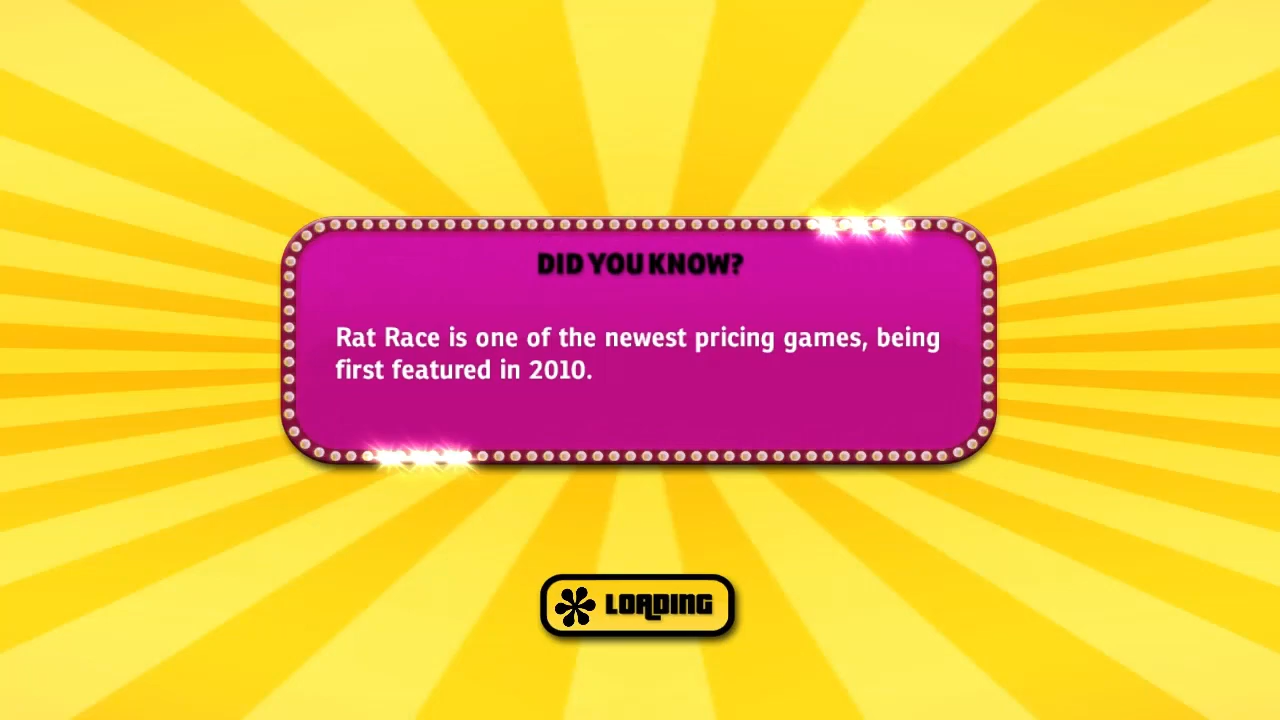 DID YOU KNOW?
Rat Race is one of the newest pricing games, being
first featured in 2010.
LOADING